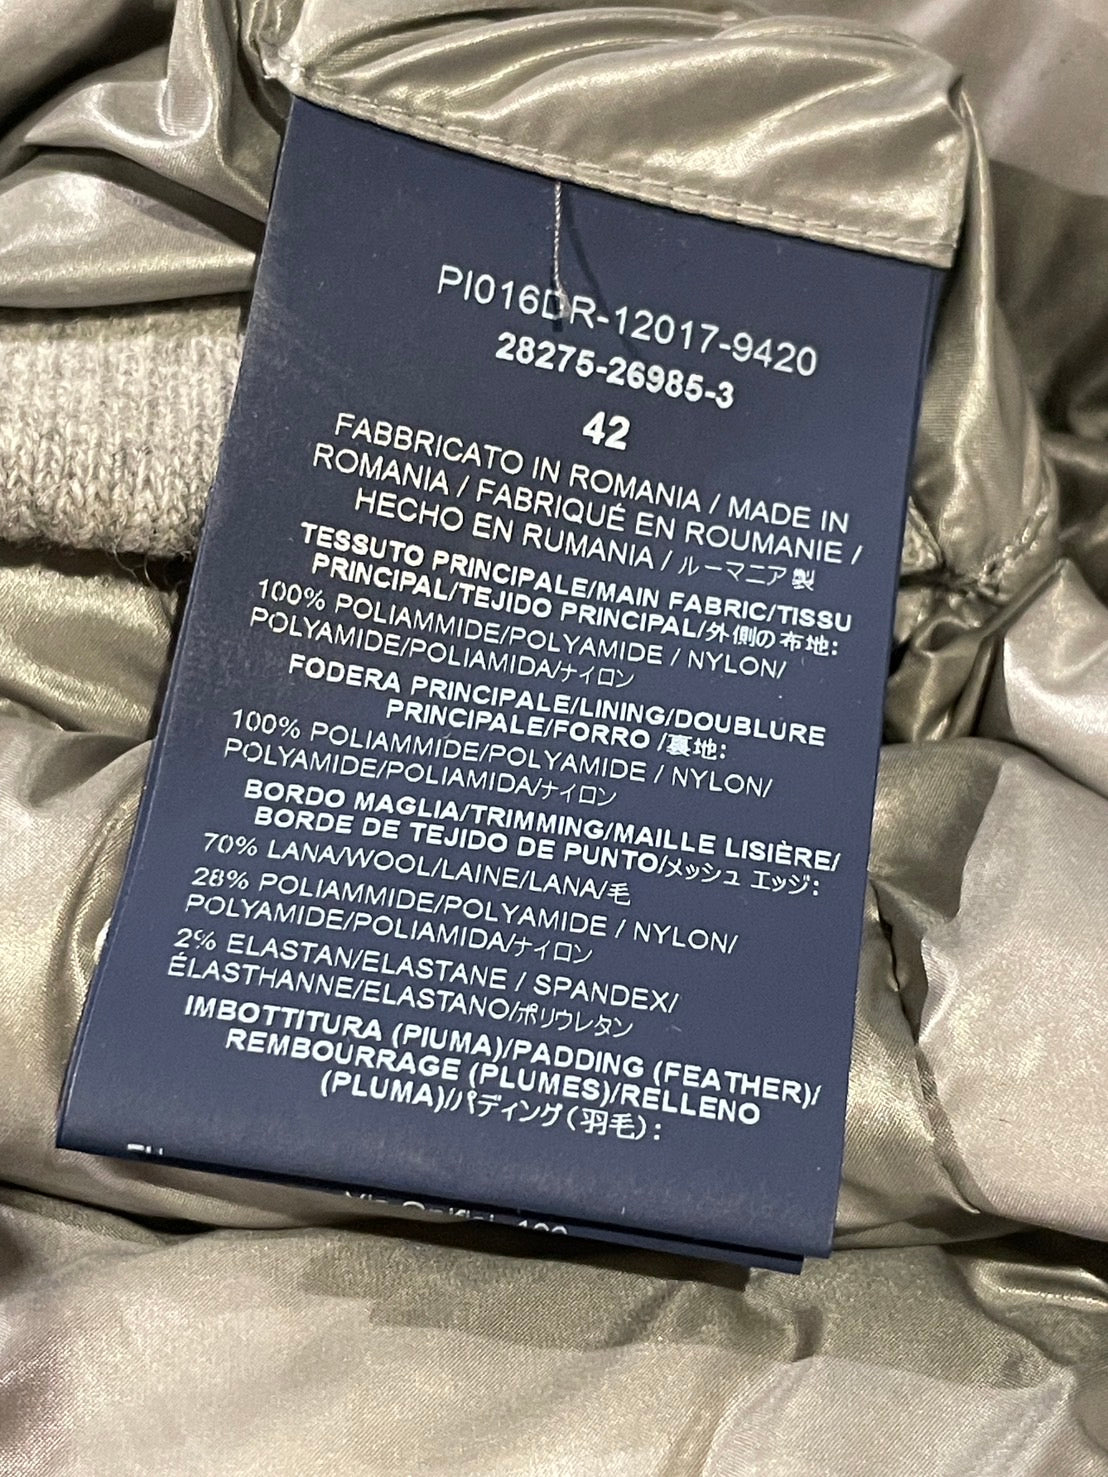 PI016DR-12017-9420
28275-26985-3
42
FABBRICATO IN ROMANIA / MADE IN
ROMANIA / FABRIQUÉ EN ROUMANIE /
HECHO EN RUMANIA / ルーマニア製
TESSUTO PRINCIPALE/MAIN FABRIC/TISSU
PRINCIPAL/TEJIDO PRINCIPAL/外側の布地:
100% POLIAMMIDE/POLYAMIDE / NYLON/
POLYAMIDE/POLIAMIDA/ナイロン
FODERA PRINCIPALE/LINING/DOUBLURE
PRINCIPALE/FORRO /裏地:
100% POLIAMMIDE/POLYAMIDE / NYLON/
POLYAMIDE/POLIAMIDA/ナイロン
BORDO MAGLIA/TRIMMING/MAILLE LISIÈRE/
BORDE DE TEJIDO DE PUNTO/メッシュ エッジ:
70% LANA/WOOL/LAINE/LANA/毛
28% POLIAMMIDE/POLYAMIDE / NYLON/
POLYAMIDE/POLIAMIDA/ナイロン
2% ELASTAN/ELASTANE / SPANDEX/
ÉLASTHANNE/ELASTANO/ポリウレタン
IMBOTTITURA (PIUMA)/PADDING (FEATHER)/
REMBOURRAGE (PLUMES)/RELLENO
(PLUMA)/パディング(羽毛):